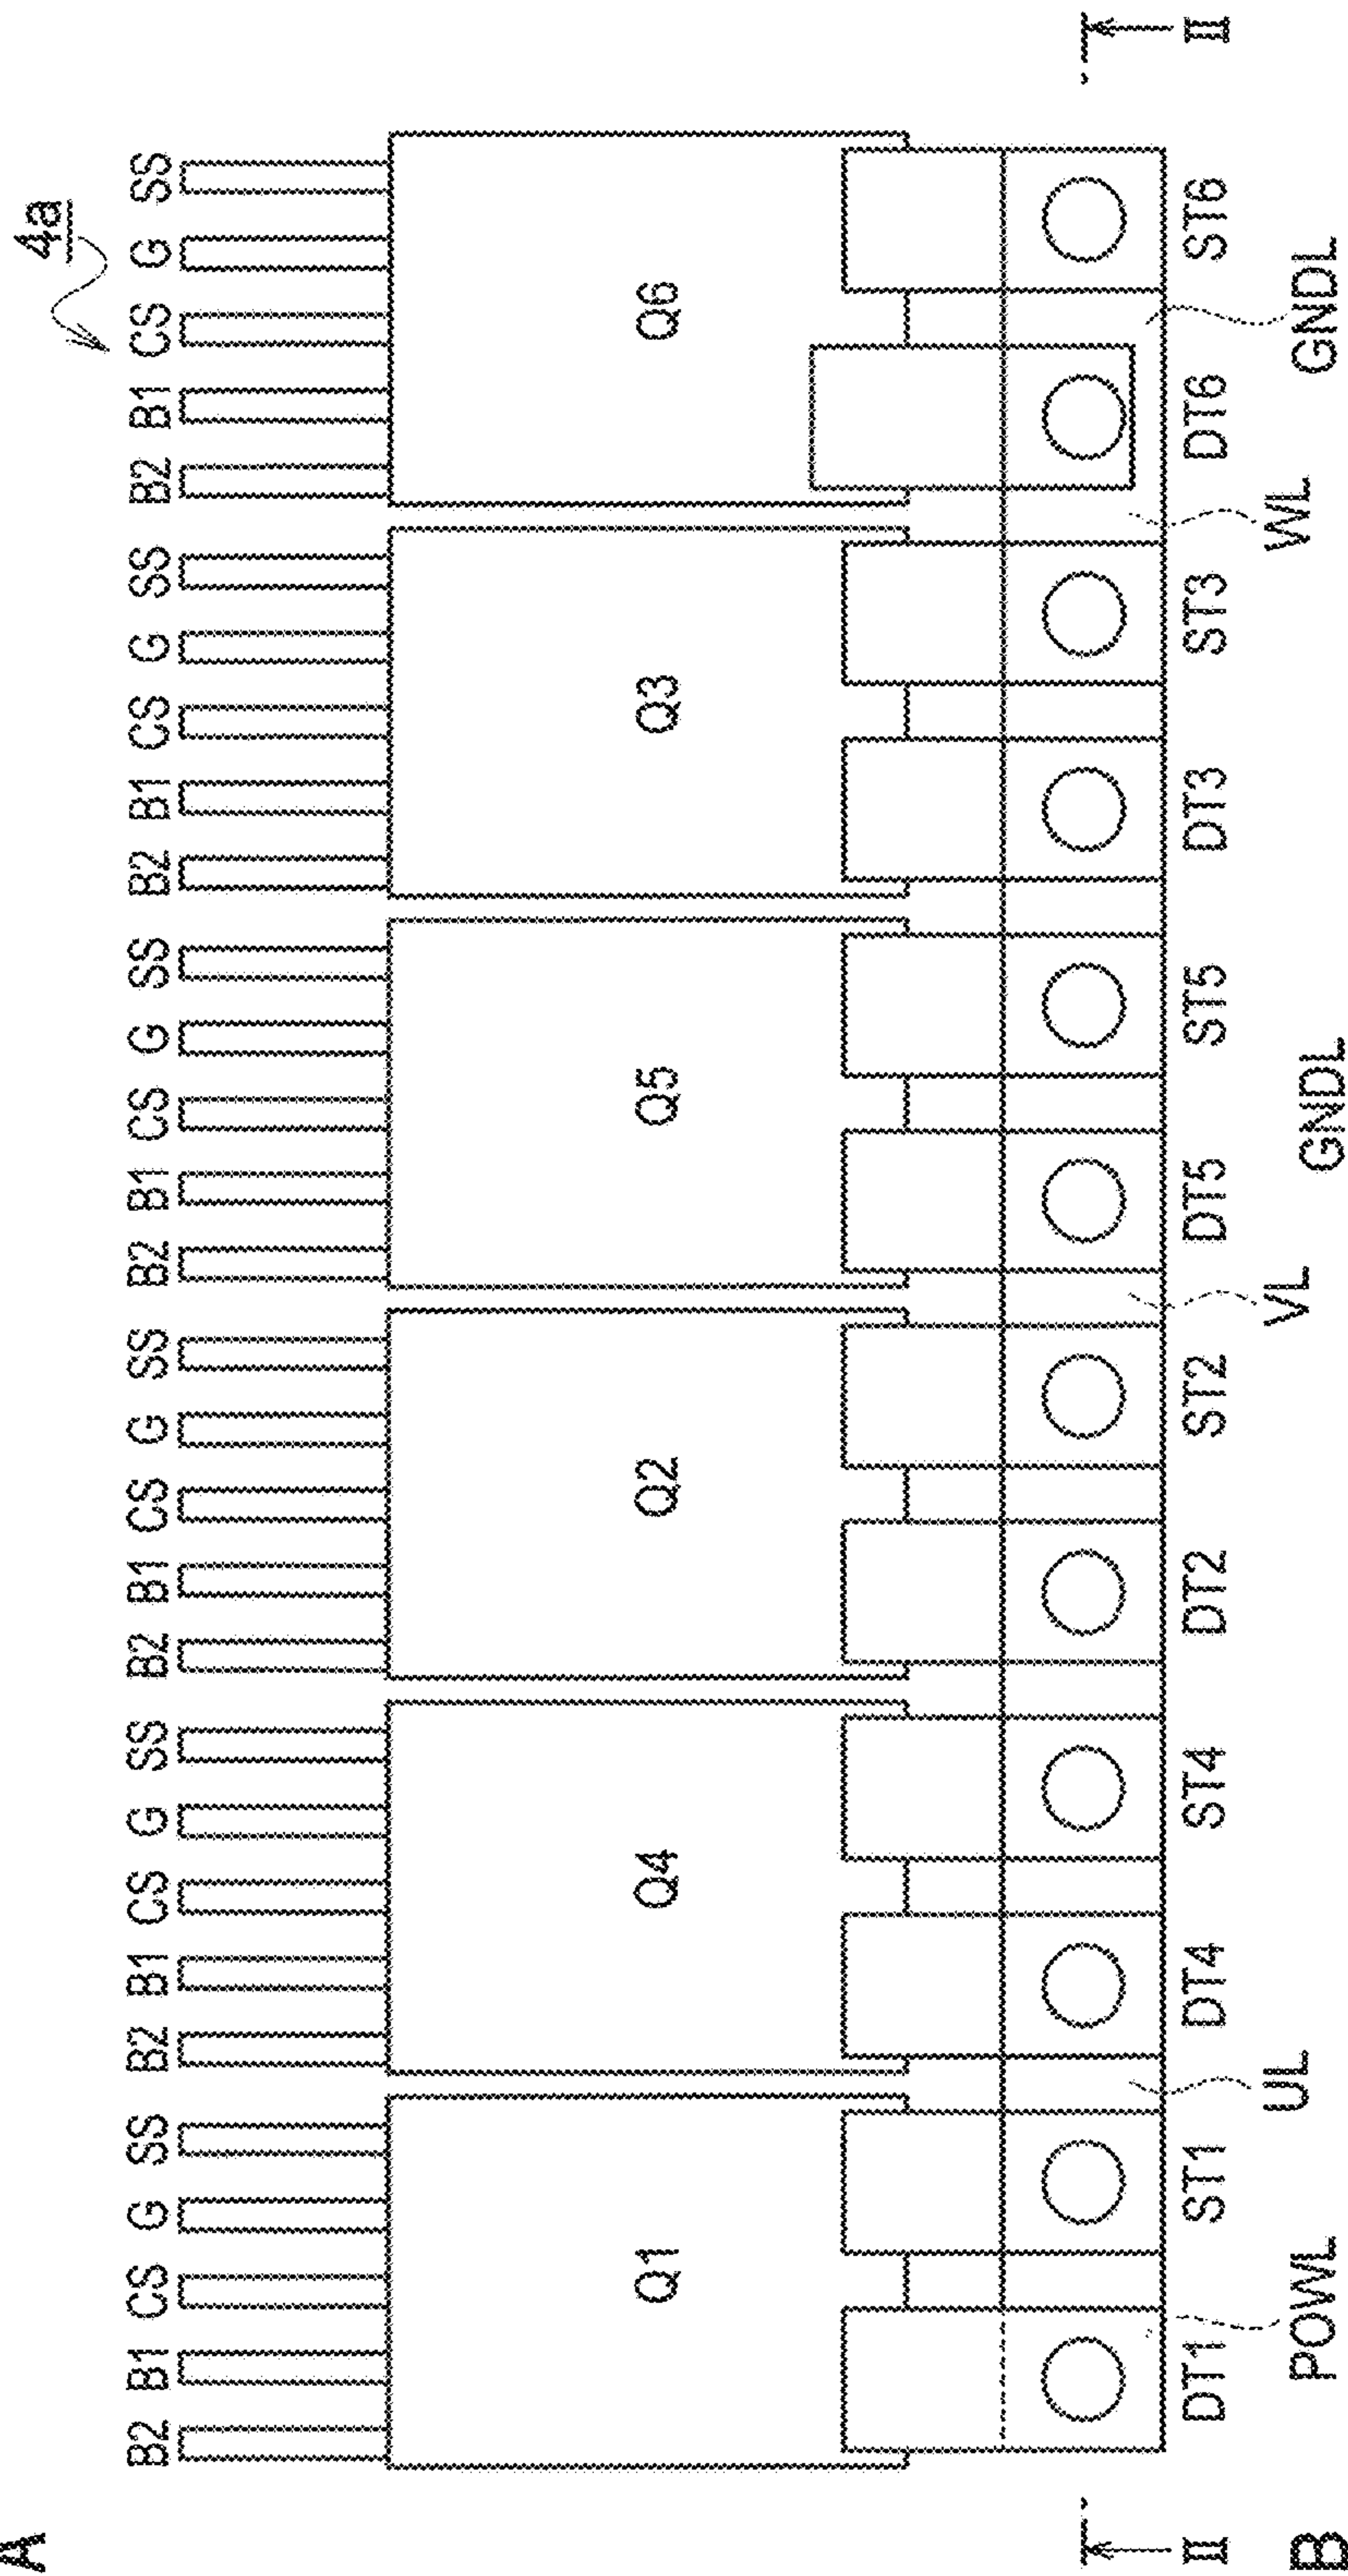 A
4a
B2 B1 CS G SS B2 B1 CS G SS B2 B1 CS G SS B2 B1 CS G SS B2 B1 CS G SS B2 B1 CS G SS
Q1 Q4 Q2 Q5 Q3 Q6
II DT1 ST1 DT4 ST4 DT2 ST2 DT5 ST5 DT3 ST3 DT6 ST6 II
UL VL WL
B POWL GNDL GNDL